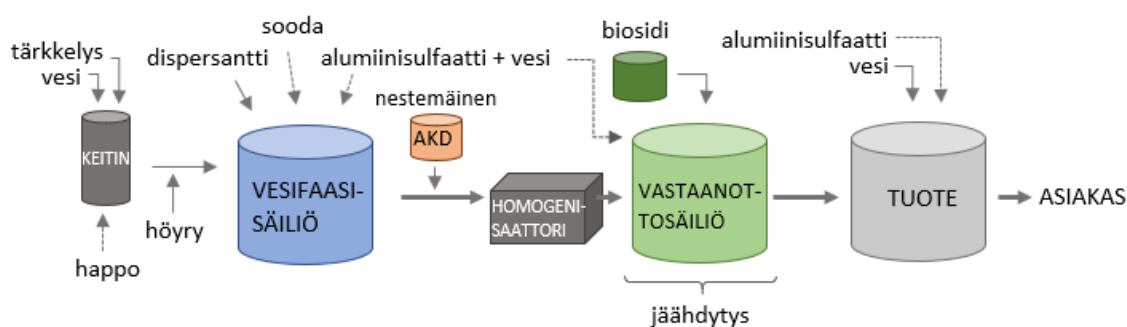 tärkkelys
vesi
KEITIN
happo
höyry
dispersantti
sooda
alumiinisulfaatti + vesi
VESIFAASI-
SÄILIÖ
nestemäinen
AKD
HOMOGENI-
SAATTORI
biosidi
VASTAANOT-
TOSÄILIÖ
jäähdytys
alumiinisulfaatti
vesi
TUOTE
ASIAKAS